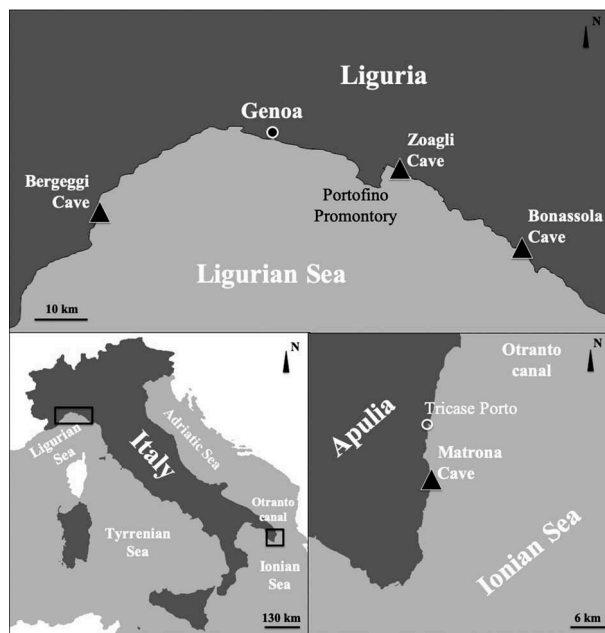 N
Liguria
Genoa
Zoagli
Cave
Bergeggi
Cave
Portofino
Promontory
Bonassola
Cave
Ligurian Sea
10 km
N
Ligurian
Sea
Adriatic Sea
Italy
Otranto
canal
Tyrrenian
Sea
Ionian
Sea
130 km
N
Otranto
canal
Apulia
Tricase Porto
Matrona
Cave
Ionian Sea
6 km